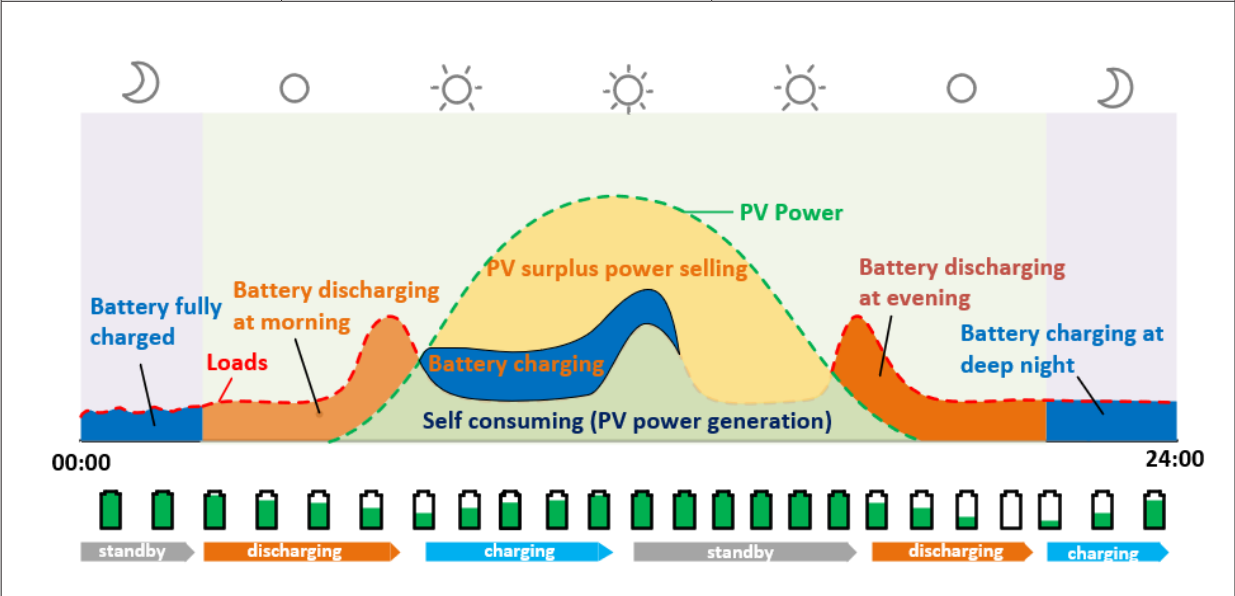 PV Power
PV surplus power selling
Battery discharging
at evening
Battery discharging
at morning
Battery fully
charged
Battery charging at
deep night
Loads
Battery charging
Self consuming (PV power generation)
00:00
24:00
standby
discharging
charging
standby
discharging
charging